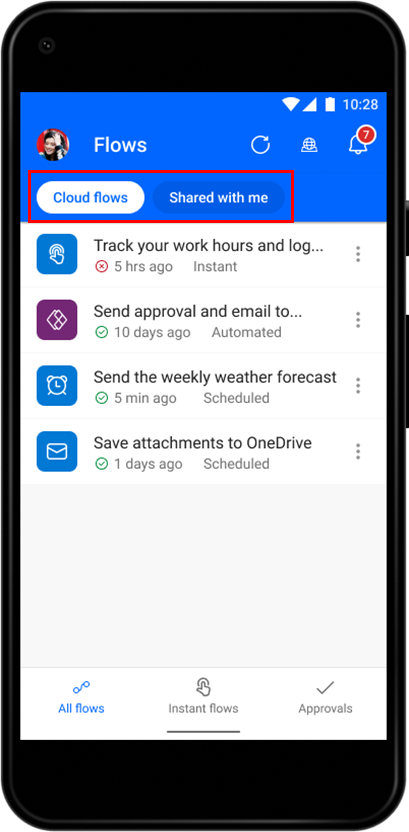 10:28
Flows
7
Cloud flows Shared with me
Track your work hours and log...
5 hrs ago Instant
Send approval and email to...
10 days ago Automated
Send the weekly weather forecast
5 min ago Scheduled
Save attachments to OneDrive
1 days ago Scheduled
All flows Instant flows Approvals